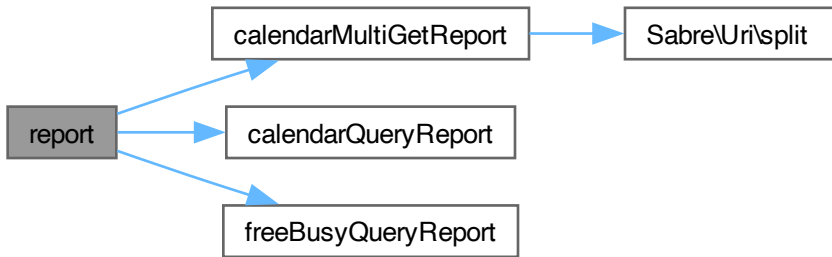 calendarMultiGetReport
Sabre\Uri\split
report
calendarQueryReport
freeBusyQueryReport